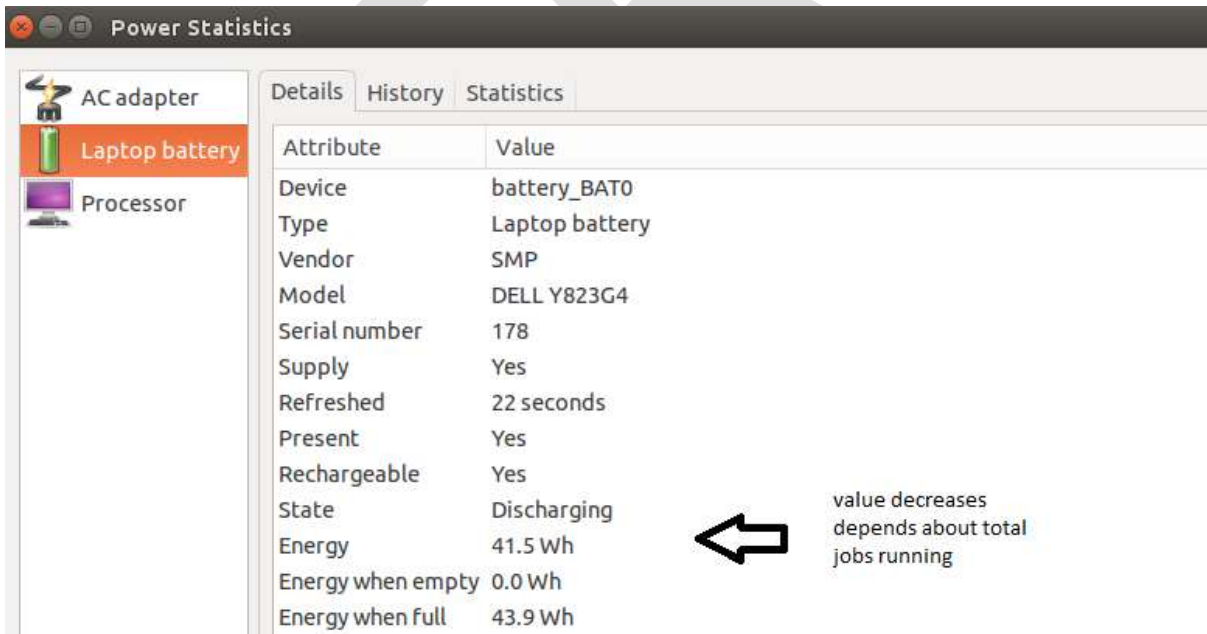 Power Statistics
AC adapter
Laptop battery
Processor
Details History Statistics
Attribute Value
Device battery_BAT0
Type Laptop battery
Vendor SMP
Model DELL Y823G4
Serial number 178
Supply Yes
Refreshed 22 seconds
Present Yes
Rechargeable Yes
State Discharging
Energy 41.5 Wh
Energy when empty 0.0 Wh
Energy when full 43.9 Wh
value decreases
depends about total
jobs running